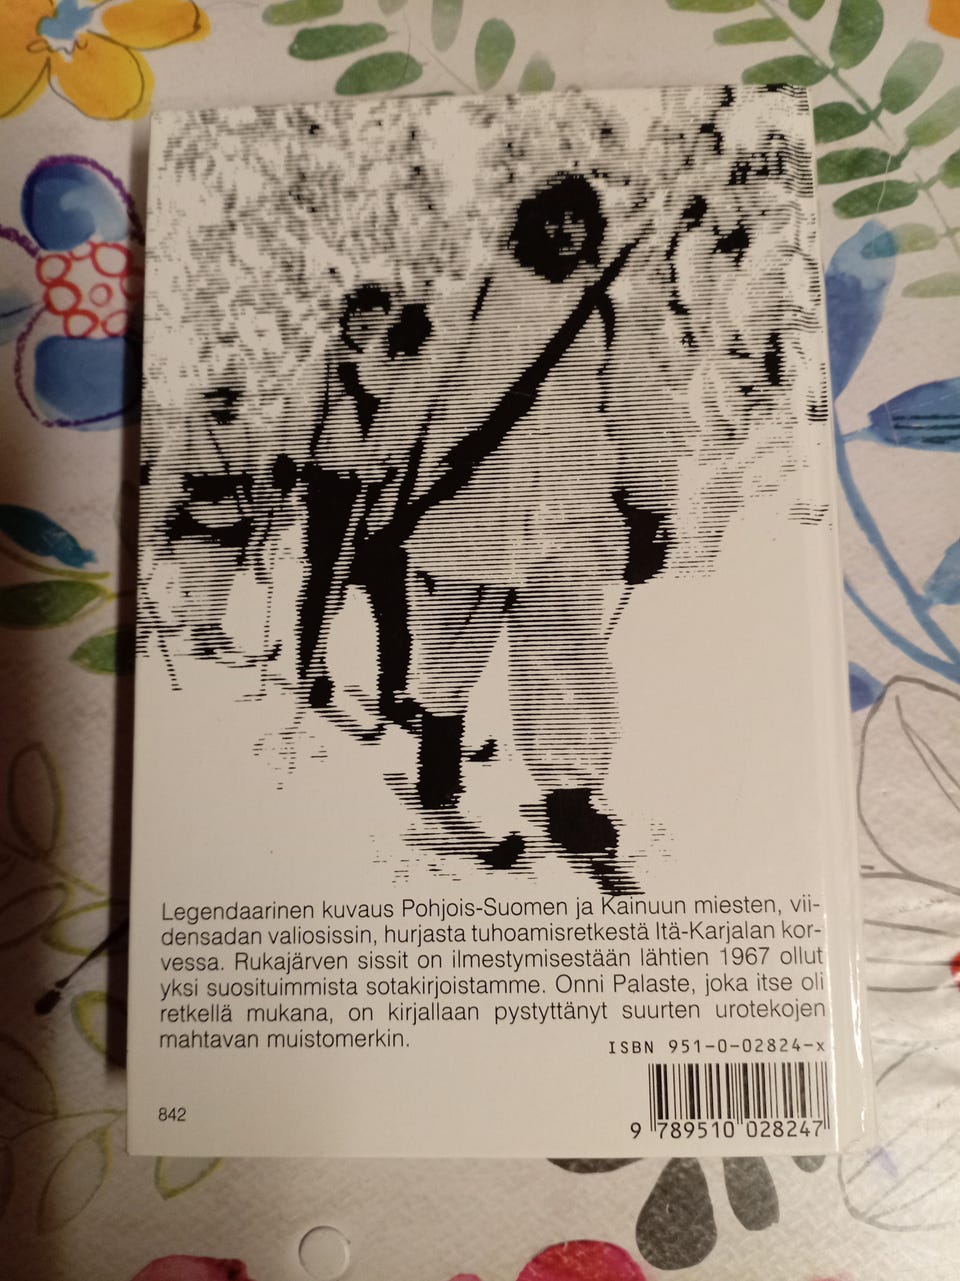 Legendaarinen kuvaus Pohjois-Suomen ja Kainuun miesten, vii-
densadan valiosissin, hurjasta tuhoamisretkestä Itä-Karjalan kor-
vessa. Rukajärven sissit on ilmestymisestään lähtien 1967 ollut
yksi suosituimmista sotakirjoistamme. Onni Palaste, joka itse oli
retkellä mukana, on kirjallaan pystyttänyt suurten urotekojen
mahtavan muistomerkin.
ISBN 951-0-02824-x
842
9 789510 028247